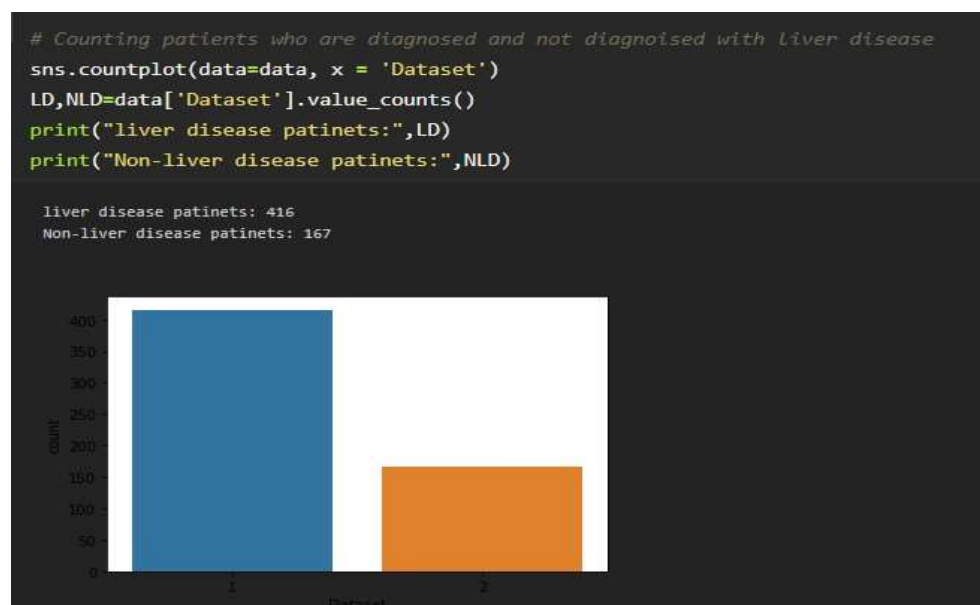 # Counting patients who are diagnosed and not diagnoised with liver disease
sns.countplot(data=data, x = 'Dataset')
LD,NLD=data['Dataset'].value_counts()
print("liver disease patinets:",LD)
print("Non-liver disease patinets:",NLD)
liver disease patinets: 416
Non-liver disease patinets: 167
400
350
300
250
200
150
100
50
0
count
1
2
Dataset